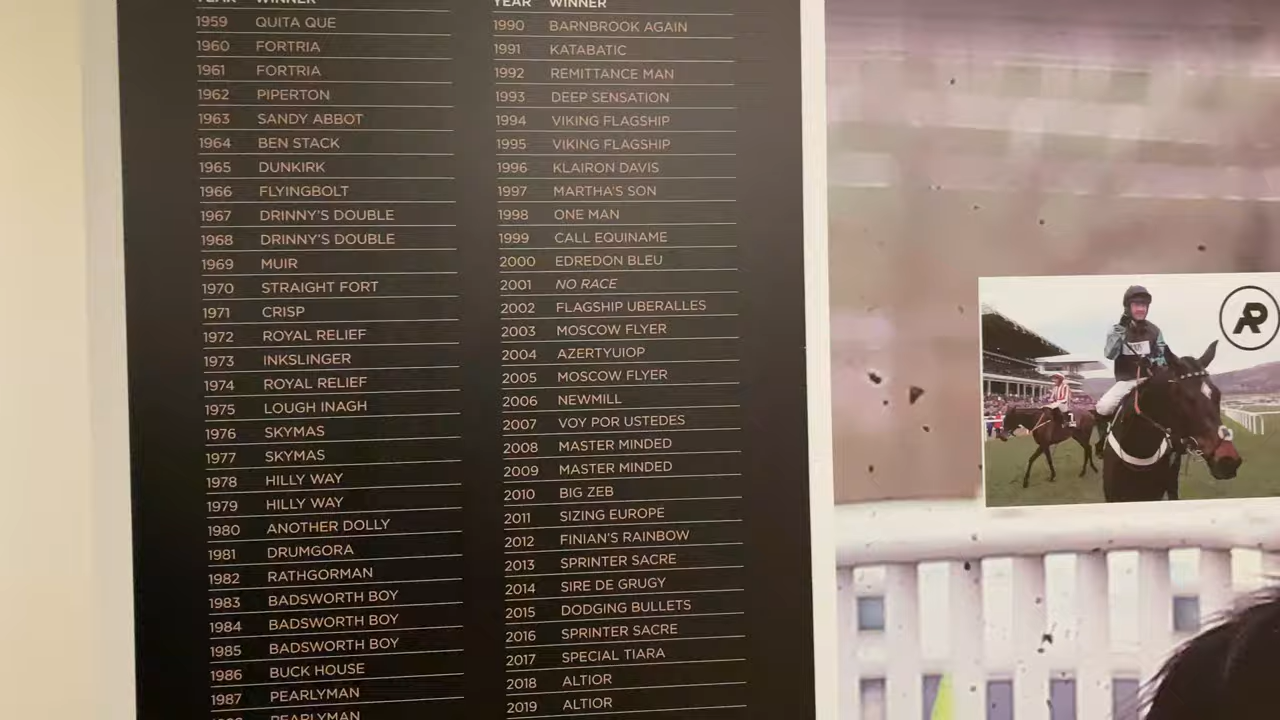 YEAR WINNER
1959 QUITA QUE
1960 FORTRIA
1961 FORTRIA
1962 PIPERTON
1963 SANDY ABBOT
1964 BEN STACK
1965 DUNKIRK
1966 FLYINGBOLT
1967 DRINNY'S DOUBLE
1968 DRINNY'S DOUBLE
1969 MUIR
1970 STRAIGHT FORT
1971 CRISP
1972 ROYAL RELIEF
1973 INKSLINGER
1974 ROYAL RELIEF
1975 LOUGH INAGH
1976 SKYMAS
1977 SKYMAS
1978 HILLY WAY
1979 HILLY WAY
1980 ANOTHER DOLLY
1981 DRUMGORA
1982 RATHGORMAN
1983 BADSWORTH BOY
1984 BADSWORTH BOY
1985 BADSWORTH BOY
1986 BUCK HOUSE
1987 PEARLYMAN
1988 PEARLYMAN
YEAR WINNER
1990 BARNBROOK AGAIN
1991 KATABATIC
1992 REMITTANCE MAN
1993 DEEP SENSATION
1994 VIKING FLAGSHIP
1995 VIKING FLAGSHIP
1996 KLAIRON DAVIS
1997 MARTHA'S SON
1998 ONE MAN
1999 CALL EQUINAME
2000 EDREDON BLEU
2001 NO RACE
2002 FLAGSHIP UBERALLES
2003 MOSCOW FLYER
2004 AZERTYUIOP
2005 MOSCOW FLYER
2006 NEWMILL
2007 VOY POR USTEDES
2008 MASTER MINDED
2009 MASTER MINDED
2010 BIG ZEB
2011 SIZING EUROPE
2012 FINIAN'S RAINBOW
2013 SPRINTER SACRE
2014 SIRE DE GRUGY
2015 DODGING BULLETS
2016 SPRINTER SACRE
2017 SPECIAL TIARA
2018 ALTIOR
2019 ALTIOR
R
1